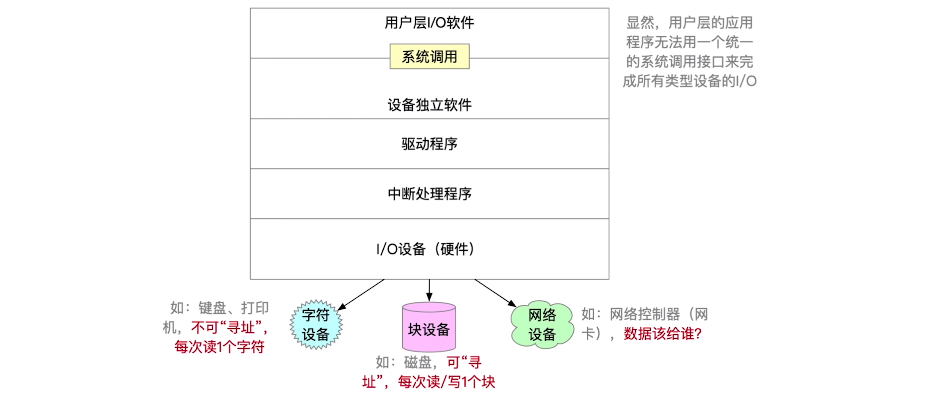 用户层I/O软件
系统调用
设备独立软件
驱动程序
中断处理程序
I/O设备（硬件）
显然，用户层的应用
程序无法用一个统一
的系统调用接口来完
成所有类型设备的I/O
如：键盘、打印
机，不可“寻址”，
每次读1个字符
字符
设备
块设备
如：磁盘，可“寻
址”，每次读/写1个块
网络
设备
如：网络控制器（网
卡），数据该给谁？